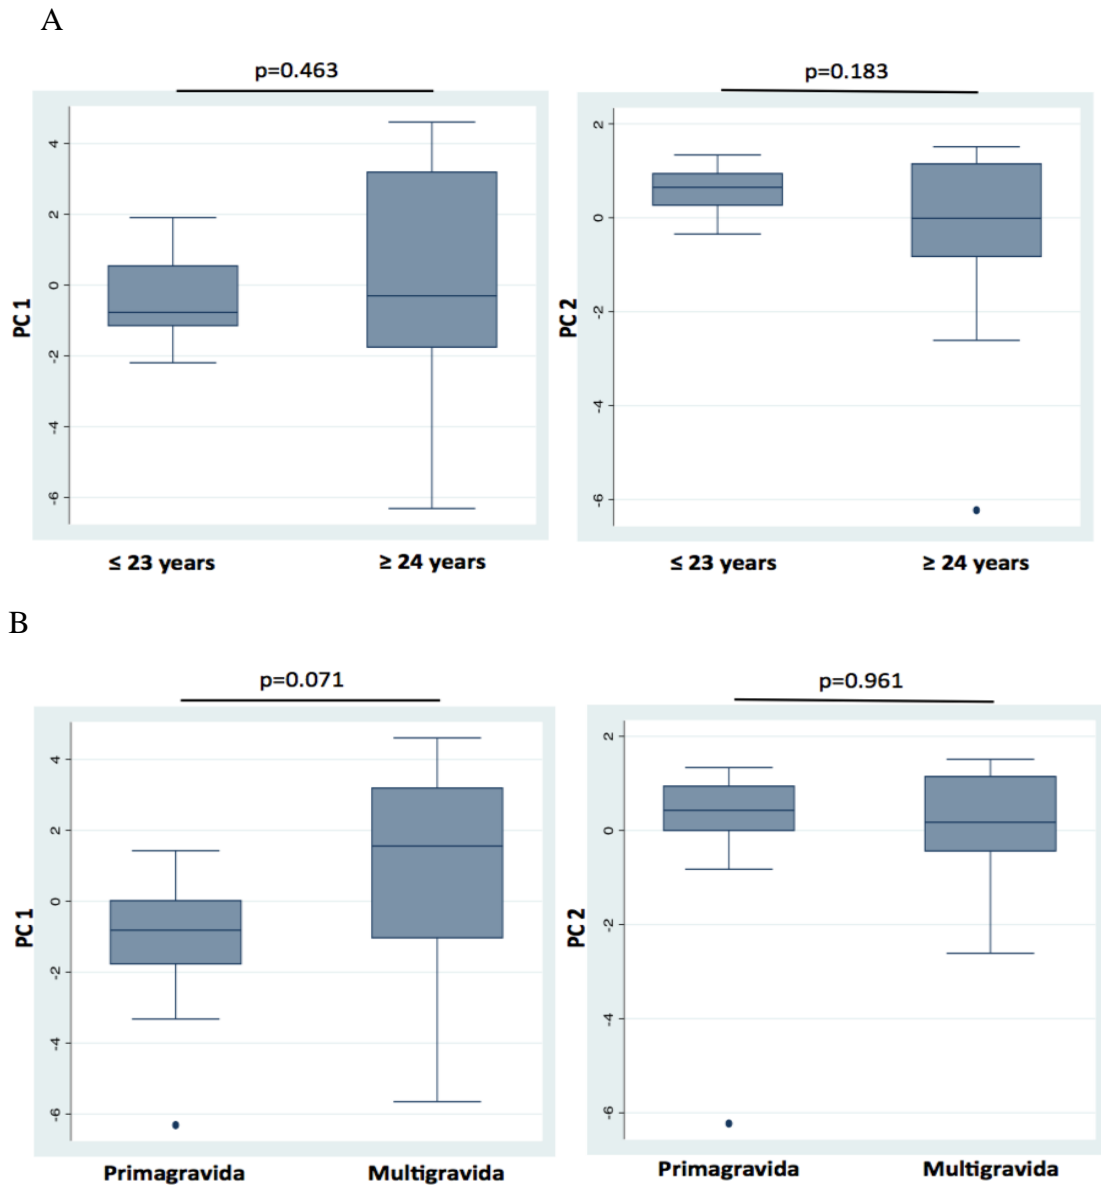 A
p=0.463
p=0.183
PC 1
4
2
0
-2
-4
-6
≤ 23 years
≥ 24 years
PC 2
2
0
-2
-4
-6
≤ 23 years
≥ 24 years
B
p=0.071
p=0.961
PC 1
4
2
0
-2
-4
-6
Primagravida
Multigravida
PC 2
2
0
-2
-4
-6
Primagravida
Multigravida